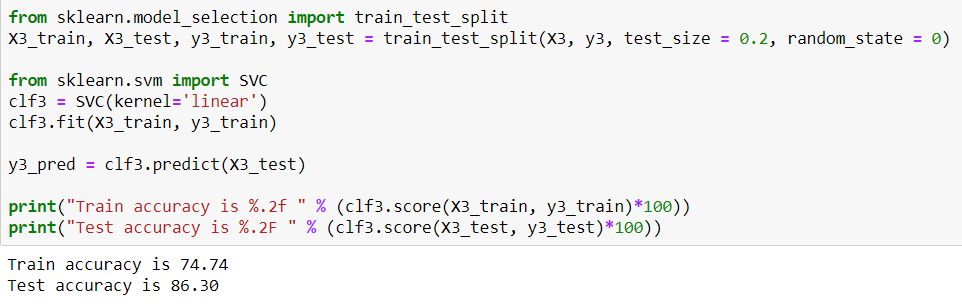 from sklearn.model_selection import train_test_split
X3_train, X3_test, y3_train, y3_test = train_test_split(X3, y3, test_size = 0.2, random_state = 0)
from sklearn.svm import SVC
clf3 = SVC(kernel='linear')
clf3.fit(X3_train, y3_train)
y3_pred = clf3.predict(X3_test)
print("Train accuracy is %.2f " % (clf3.score(X3_train, y3_train)*100))
print("Test accuracy is %.2F " % (clf3.score(X3_test, y3_test)*100))
Train accuracy is 74.74
Test accuracy is 86.30